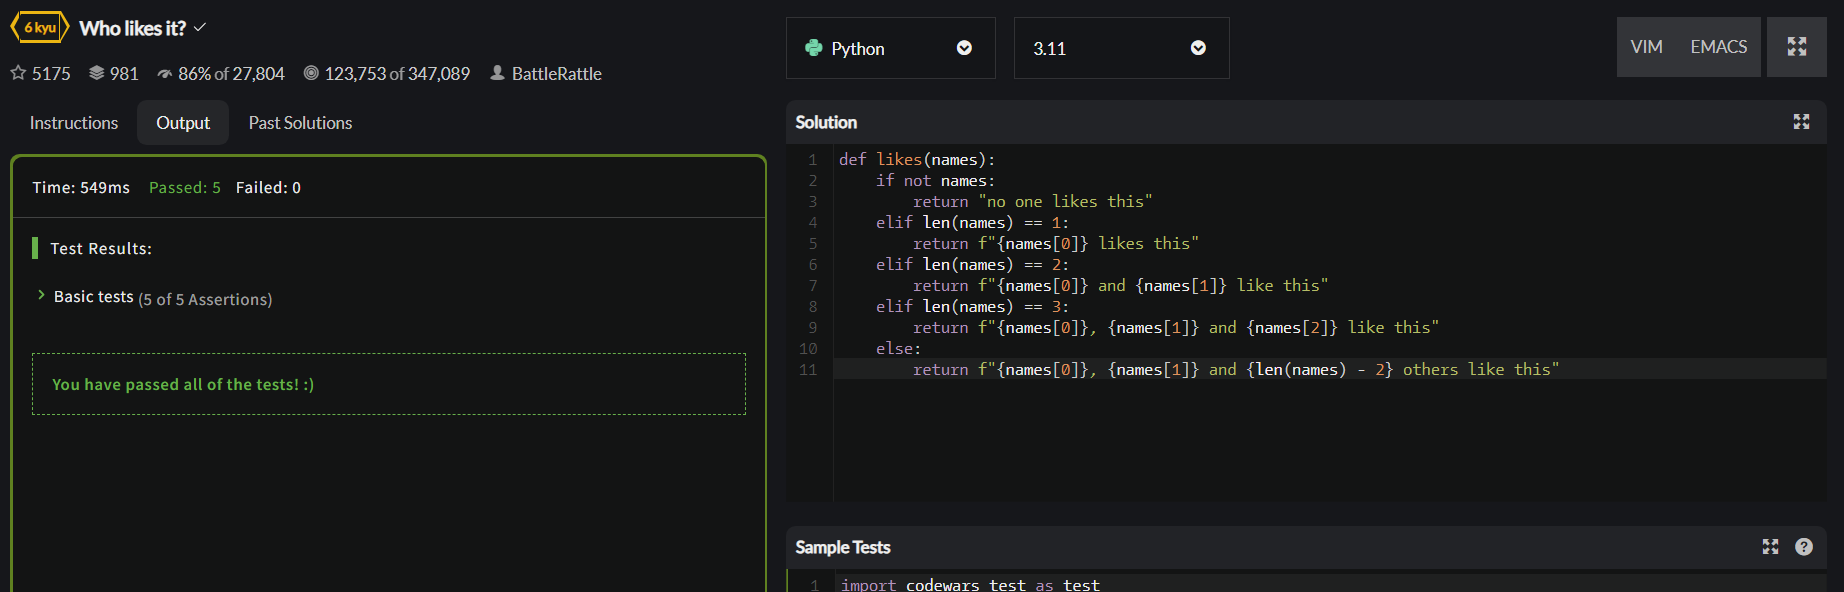 6 kyu Who likes it?
5175 981 86% of 27,804 123,753 of 347,089 BattleRattle
Instructions Output Past Solutions
Time: 549ms Passed: 5 Failed: 0
Test Results:
Basic tests (5 of 5 Assertions)
You have passed all of the tests! :)
Python 3.11 VIM EMACS
Solution
1 def likes(names):
2     if not names:
3         return "no one likes this"
4     elif len(names) == 1:
5         return f"{names[0]} likes this"
6     elif len(names) == 2:
7         return f"{names[0]} and {names[1]} like this"
8     elif len(names) == 3:
9         return f"{names[0]}, {names[1]} and {names[2]} like this"
10     else:
11         return f"{names[0]}, {names[1]} and {len(names) - 2} others like this"
Sample Tests ?
1 import codewars_test as test